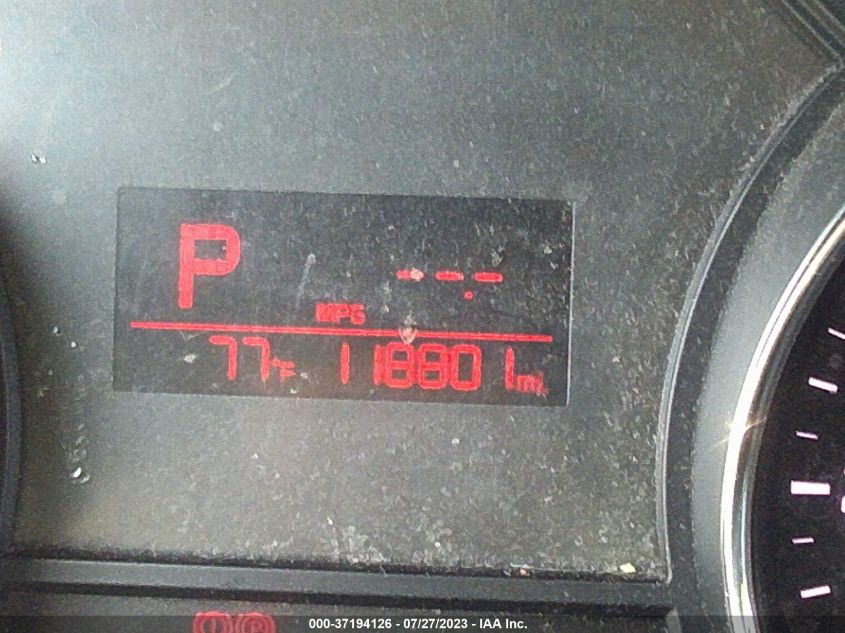 P --.-
MPG
77°F 118801 mi
000-37194126 - 07/27/2023 - IAA Inc.